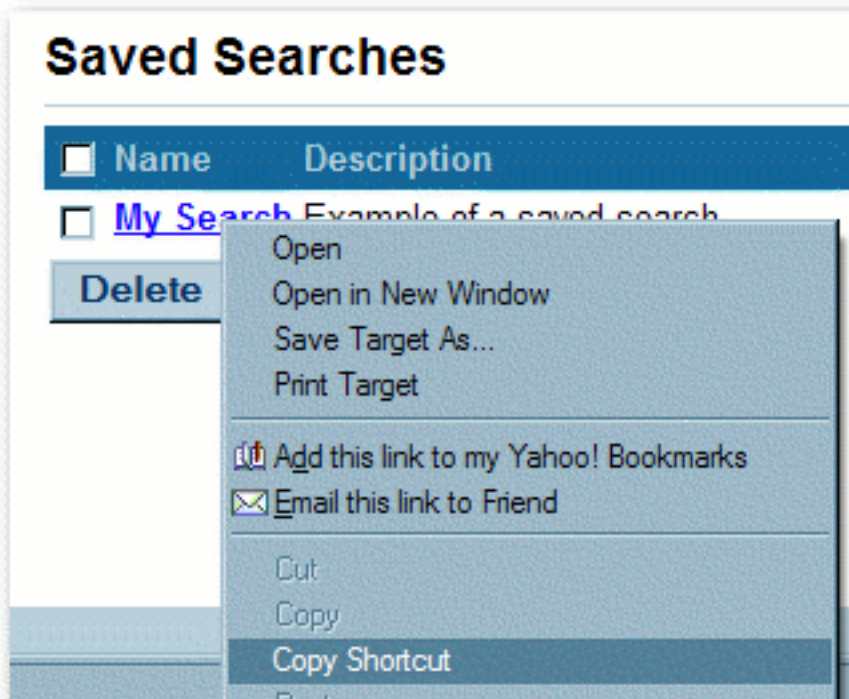 Saved Searches
Name Description
My Search Example of a saved search
Delete
Open
Open in New Window
Save Target As...
Print Target
Add this link to my Yahoo! Bookmarks
Email this link to Friend
Cut
Copy
Copy Shortcut